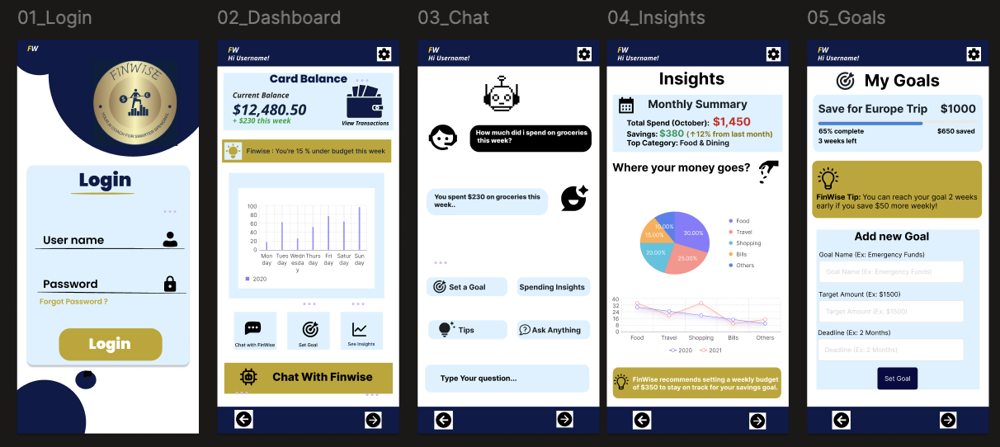 01_Login
FW
FINWISE
YOUR AI COACH FOR SMARTER SPENDING.
Login
User name
Password
Forgot Password ?
Login
02_Dashboard
FW
Hi Username!
Card Balance
Current Balance
$12,480.50
+ $230 this week
View Transactions
Finwise : You're 15 % under budget this week
100
80
60
40
20
0
Mon Tues Wedn Thurs Fri Satur Sun
day day esda day day day day
y
2020
Chat with FinWise
Set Goal
See Insights
Chat With Finwise
03_Chat
FW
Hi Username!
How much did i spend on groceries
this week?
You spent $230 on groceries this
week..
Set a Goal
Spending Insights
Tips
Ask Anything
Type Your question...
04_Insights
FW
Hi Username!
Insights
Monthly Summary
Total Spend (October): $1,450
Savings: $380 (↑12% from last month)
Top Category: Food & Dining
Where your money goes?
10.00%
15.00%
30.00%
20.00%
25.00%
Food
Travel
Shopping
Bills
Others
40
32
24
16
8
0
Food Travel Shopping Bills Others
2020 2021
FinWise recommends setting a weekly budget
of $350 to stay on track for your savings goal.
05_Goals
FW
Hi Username!
My Goals
Save for Europe Trip $1000
65% complete $650 saved
3 weeks left
FinWise Tip: You can reach your goal 2 weeks
early if you save $50 more weekly!
Add new Goal
Goal Name (Ex: Emergency Funds)
Goal Name (Ex: Emergency Funds)
Target Amount (Ex: $1500)
Target Amount (Ex: $1500)
Deadline (Ex: 2 Months)
Deadline (Ex: 2 Months)
Set Goal